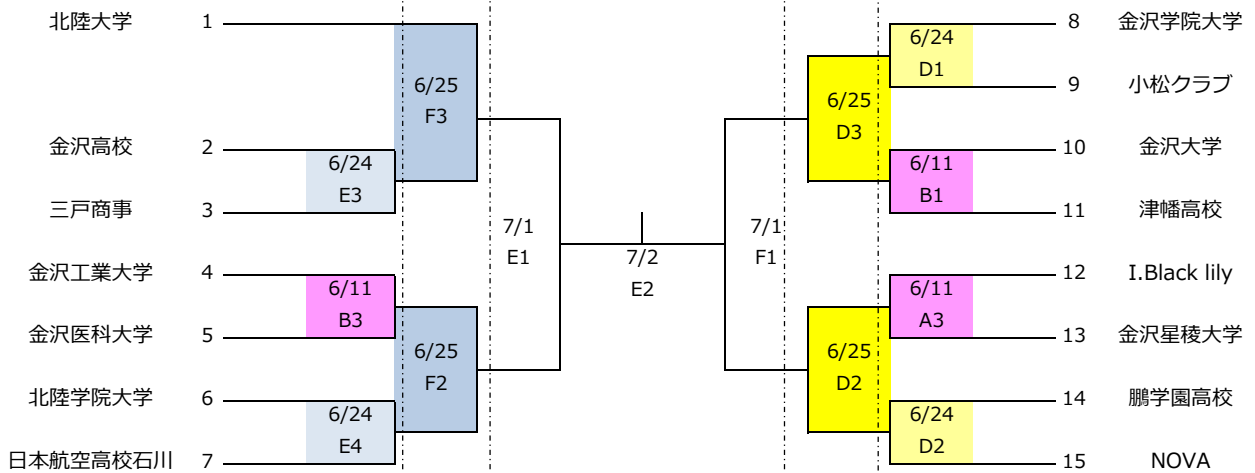 北陸大学 1
6/25
F3
金沢高校 2
6/24
E3
三戸商事 3
7/1
E1
金沢工業大学 4
6/11
B3
金沢医科大学 5
6/25
F2
北陸学院大学 6
6/24
E4
日本航空高校石川 7
7/2
E2
8 金沢学院大学
6/24
D1
9 小松クラブ
6/25
D3
10 金沢大学
6/11
B1
11 津幡高校
7/1
F1
12 I.Black lily
6/11
A3
13 金沢星稜大学
6/25
D2
14 鵬学園高校
6/24
D2
15 NOVA